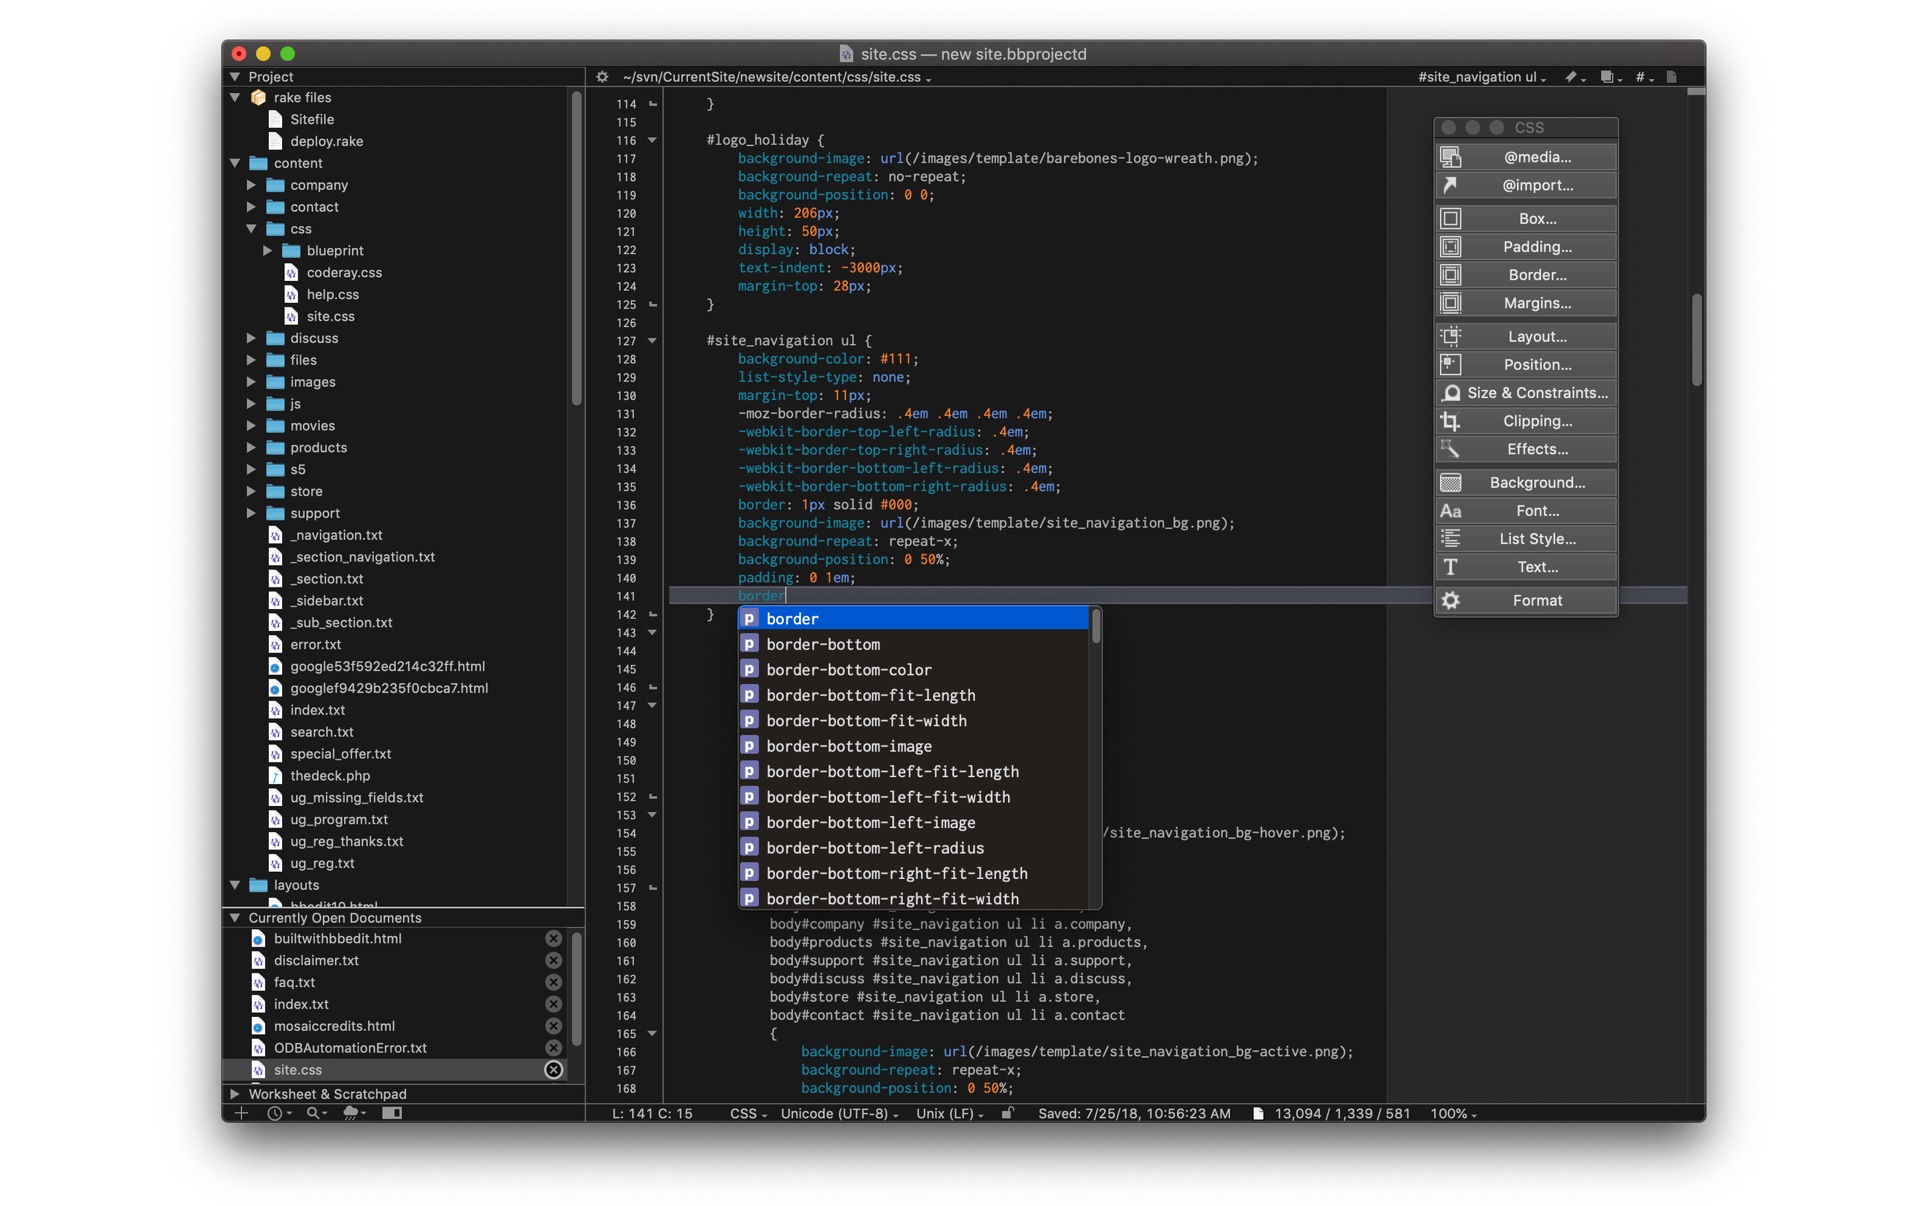 site.css — new site.bbprojectd
Project
rake files
Sitefile
deploy.rake
content
company
contact
css
blueprint
coderay.css
help.css
site.css
discuss
files
images
js
movies
products
s5
store
support
_navigation.txt
_section_navigation.txt
_section.txt
_sidebar.txt
_sub_section.txt
error.txt
google53f592ed214c32ff.html
googlef9429b235f0cbca7.html
index.txt
search.txt
special_offer.txt
thedeck.php
ug_missing_fields.txt
ug_program.txt
ug_reg_thanks.txt
ug_reg.txt
layouts
Currently Open Documents
builtwithbbedit.html
disclaimer.txt
faq.txt
index.txt
mosaiccredits.html
ODBAutomationError.txt
site.css
Worksheet & Scratchpad
~/svn/CurrentSite/newsite/content/css/site.css
#site_navigation ul
#
114 }
115
116 #logo_holiday {
117 background-image: url(/images/template/barebones-logo-wreath.png);
118 background-repeat: no-repeat;
119 background-position: 0 0;
120 width: 206px;
121 height: 50px;
122 display: block;
123 text-indent: -3000px;
124 margin-top: 28px;
125 }
126
127 #site_navigation ul {
128 background-color: #111;
129 list-style-type: none;
130 margin-top: 11px;
131 -moz-border-radius: .4em .4em .4em .4em;
132 -webkit-border-top-left-radius: .4em;
133 -webkit-border-top-right-radius: .4em;
134 -webkit-border-bottom-left-radius: .4em;
135 -webkit-border-bottom-right-radius: .4em;
136 border: 1px solid #000;
137 background-image: url(/images/template/site_navigation_bg.png);
138 background-repeat: repeat-x;
139 background-position: 0 50%;
140 padding: 0 1em;
141 border
142 }
143
144
145
146
147
148
149
150
151
152
153
154 /site_navigation_bg-hover.png);
155
156
157
158
159 body#company #site_navigation ul li a.company,
160 body#products #site_navigation ul li a.products,
161 body#support #site_navigation ul li a.support,
162 body#discuss #site_navigation ul li a.discuss,
163 body#store #site_navigation ul li a.store,
164 body#contact #site_navigation ul li a.contact
165 {
166 background-image: url(/images/template/site_navigation_bg-active.png);
167 background-repeat: repeat-x;
168 background-position: 0 50%;
p border
p border-bottom
p border-bottom-color
p border-bottom-fit-length
p border-bottom-fit-width
p border-bottom-image
p border-bottom-left-fit-length
p border-bottom-left-fit-width
p border-bottom-left-image
p border-bottom-left-radius
p border-bottom-right-fit-length
p border-bottom-right-fit-width
CSS
@media...
@import...
Box...
Padding...
Border...
Margins...
Layout...
Position...
Size & Constraints...
Clipping...
Effects...
Background...
Aa Font...
List Style...
T Text...
Format
L: 141 C: 15 CSS Unicode (UTF-8) Unix (LF) Saved: 7/25/18, 10:56:23 AM 13,094 / 1,339 / 581 100%